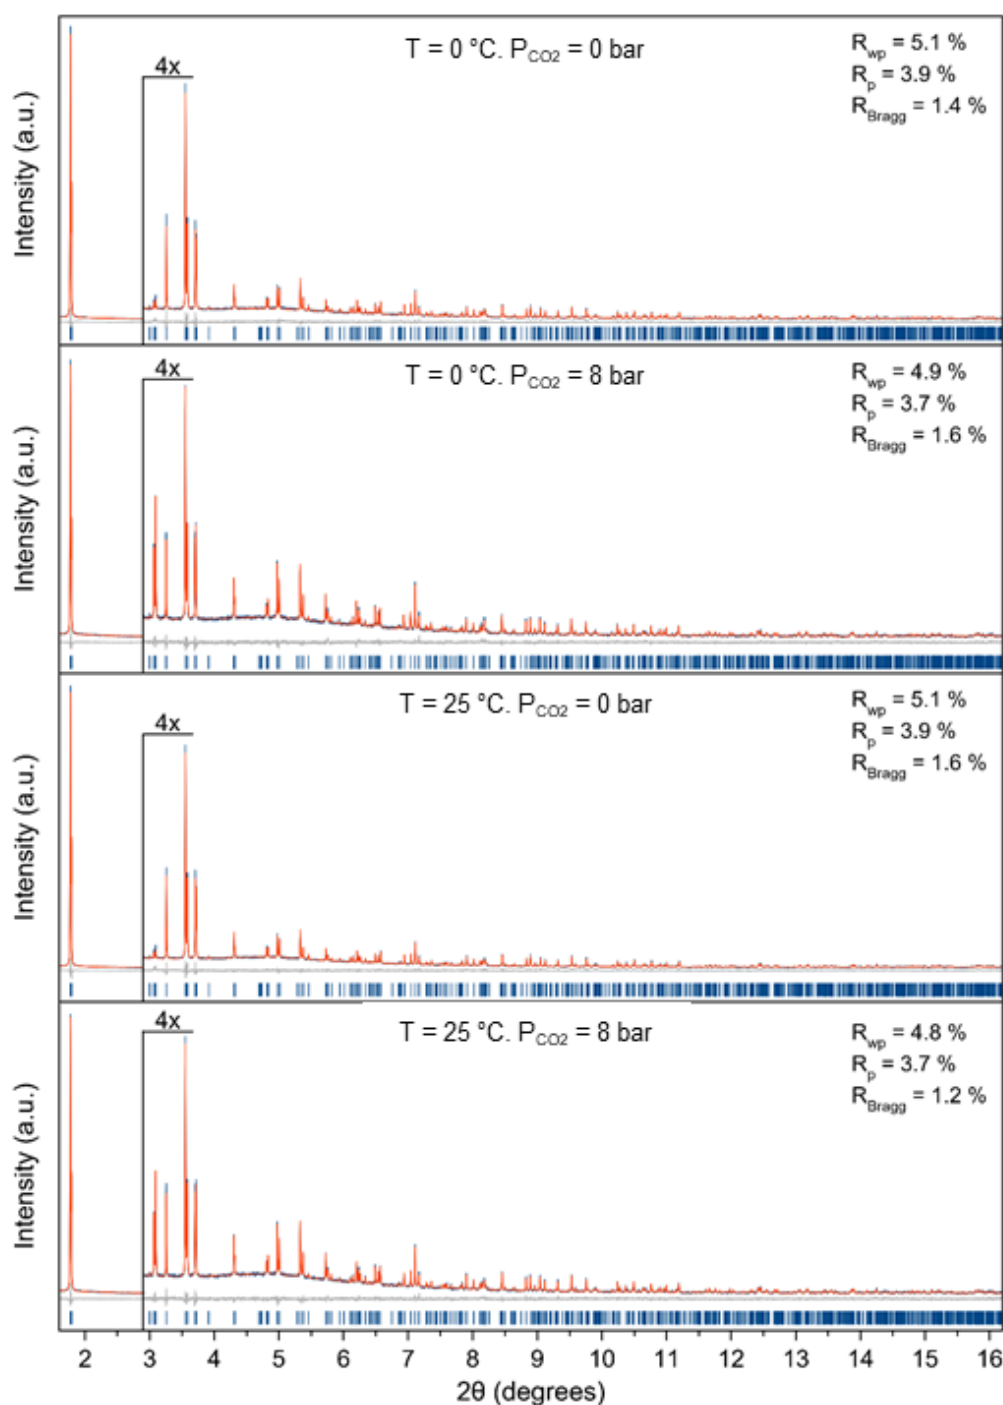 T = 0 ºC. P_CO2 = 0 bar
R_wp = 5.1 %
R_p = 3.9 %
R_Bragg = 1.4 %
4x
Intensity (a.u.)
T = 0 ºC. P_CO2 = 8 bar
R_wp = 4.9 %
R_p = 3.7 %
R_Bragg = 1.6 %
4x
Intensity (a.u.)
T = 25 ºC. P_CO2 = 0 bar
R_wp = 5.1 %
R_p = 3.9 %
R_Bragg = 1.6 %
4x
Intensity (a.u.)
T = 25 ºC. P_CO2 = 8 bar
R_wp = 4.8 %
R_p = 3.7 %
R_Bragg = 1.2 %
4x
Intensity (a.u.)
2 3 4 5 6 7 8 9 10 11 12 13 14 15 16
2θ (degrees)